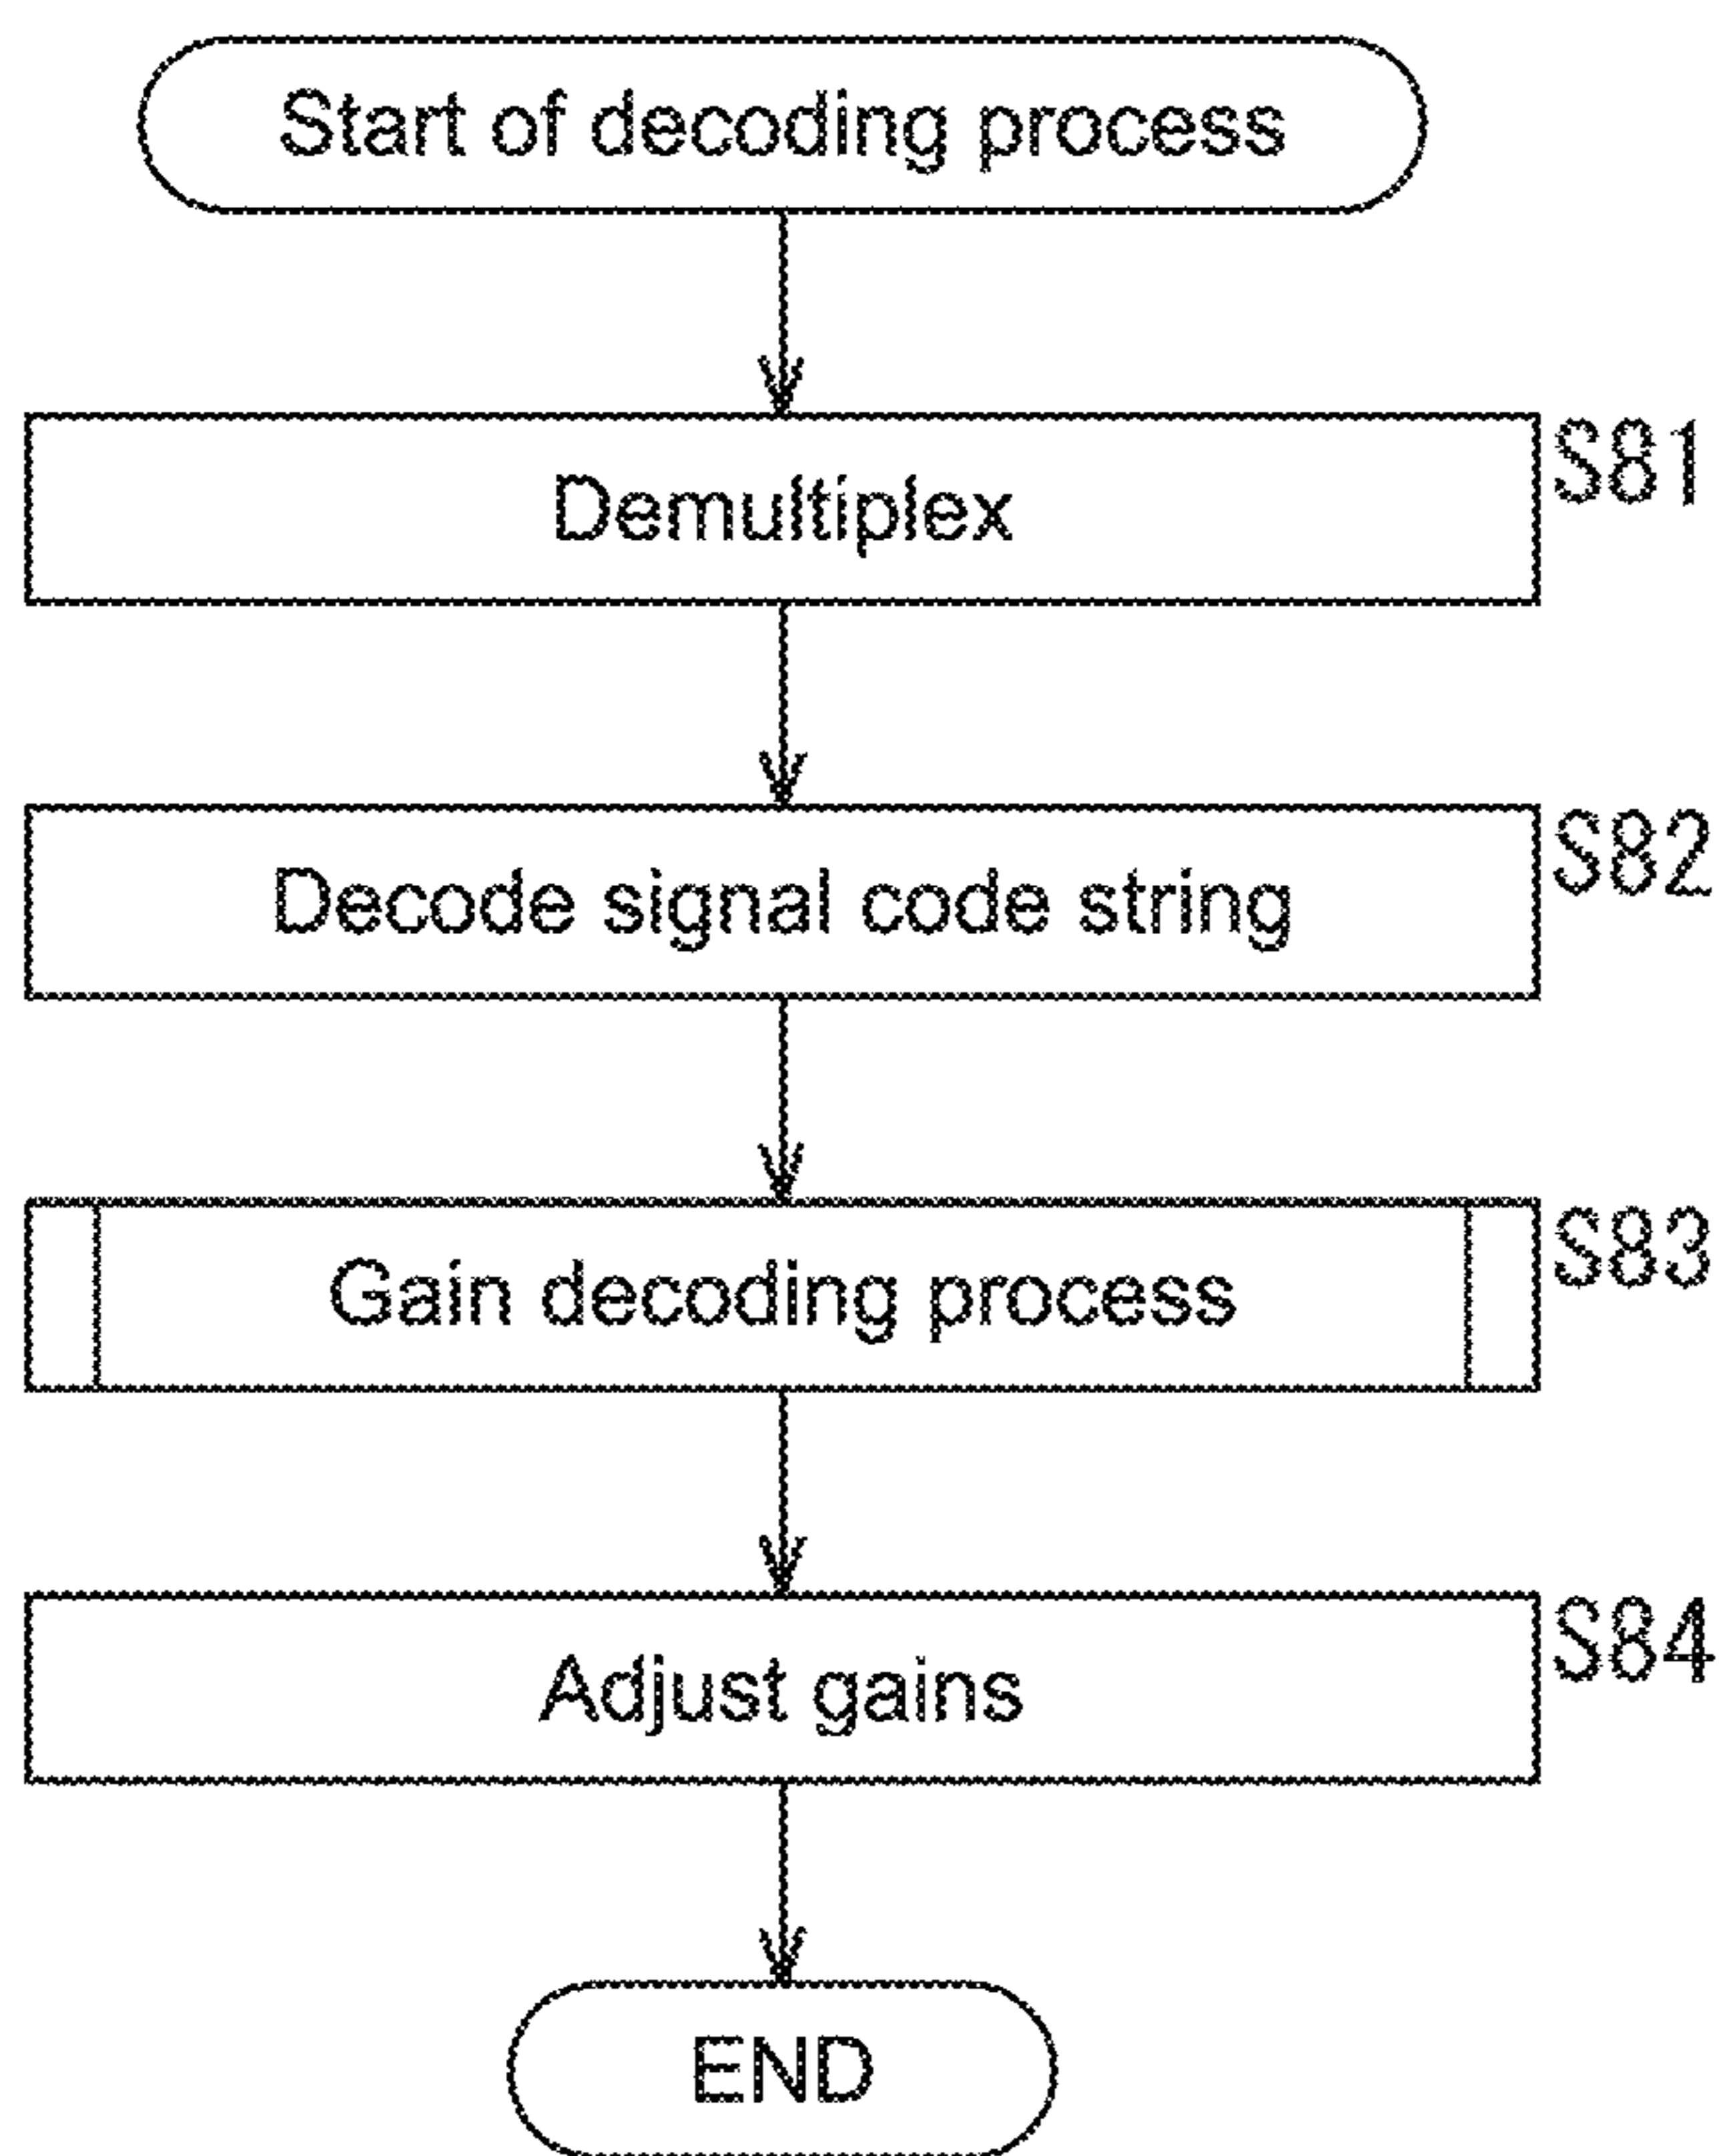 Start of decoding process
Demultiplex
S81
Decode signal code string
S82
Gain decoding process
S83
Adjust gains
S84
END